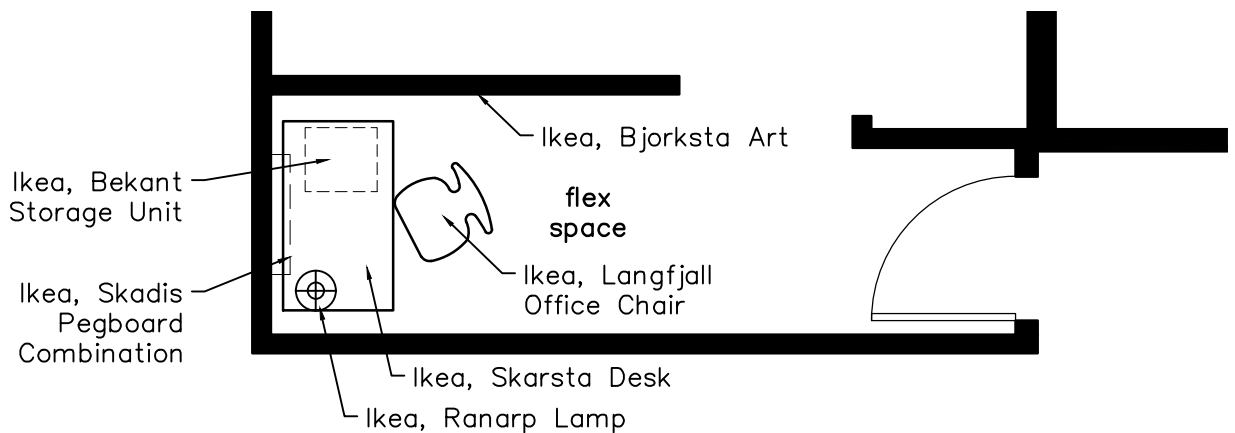 Ikea, Bjorksta Art
Ikea, Bekant
Storage Unit
flex
space
Ikea, Langfjall
Office Chair
Ikea, Skadis
Pegboard
Combination
Ikea, Skarsta Desk
Ikea, Ranarp Lamp